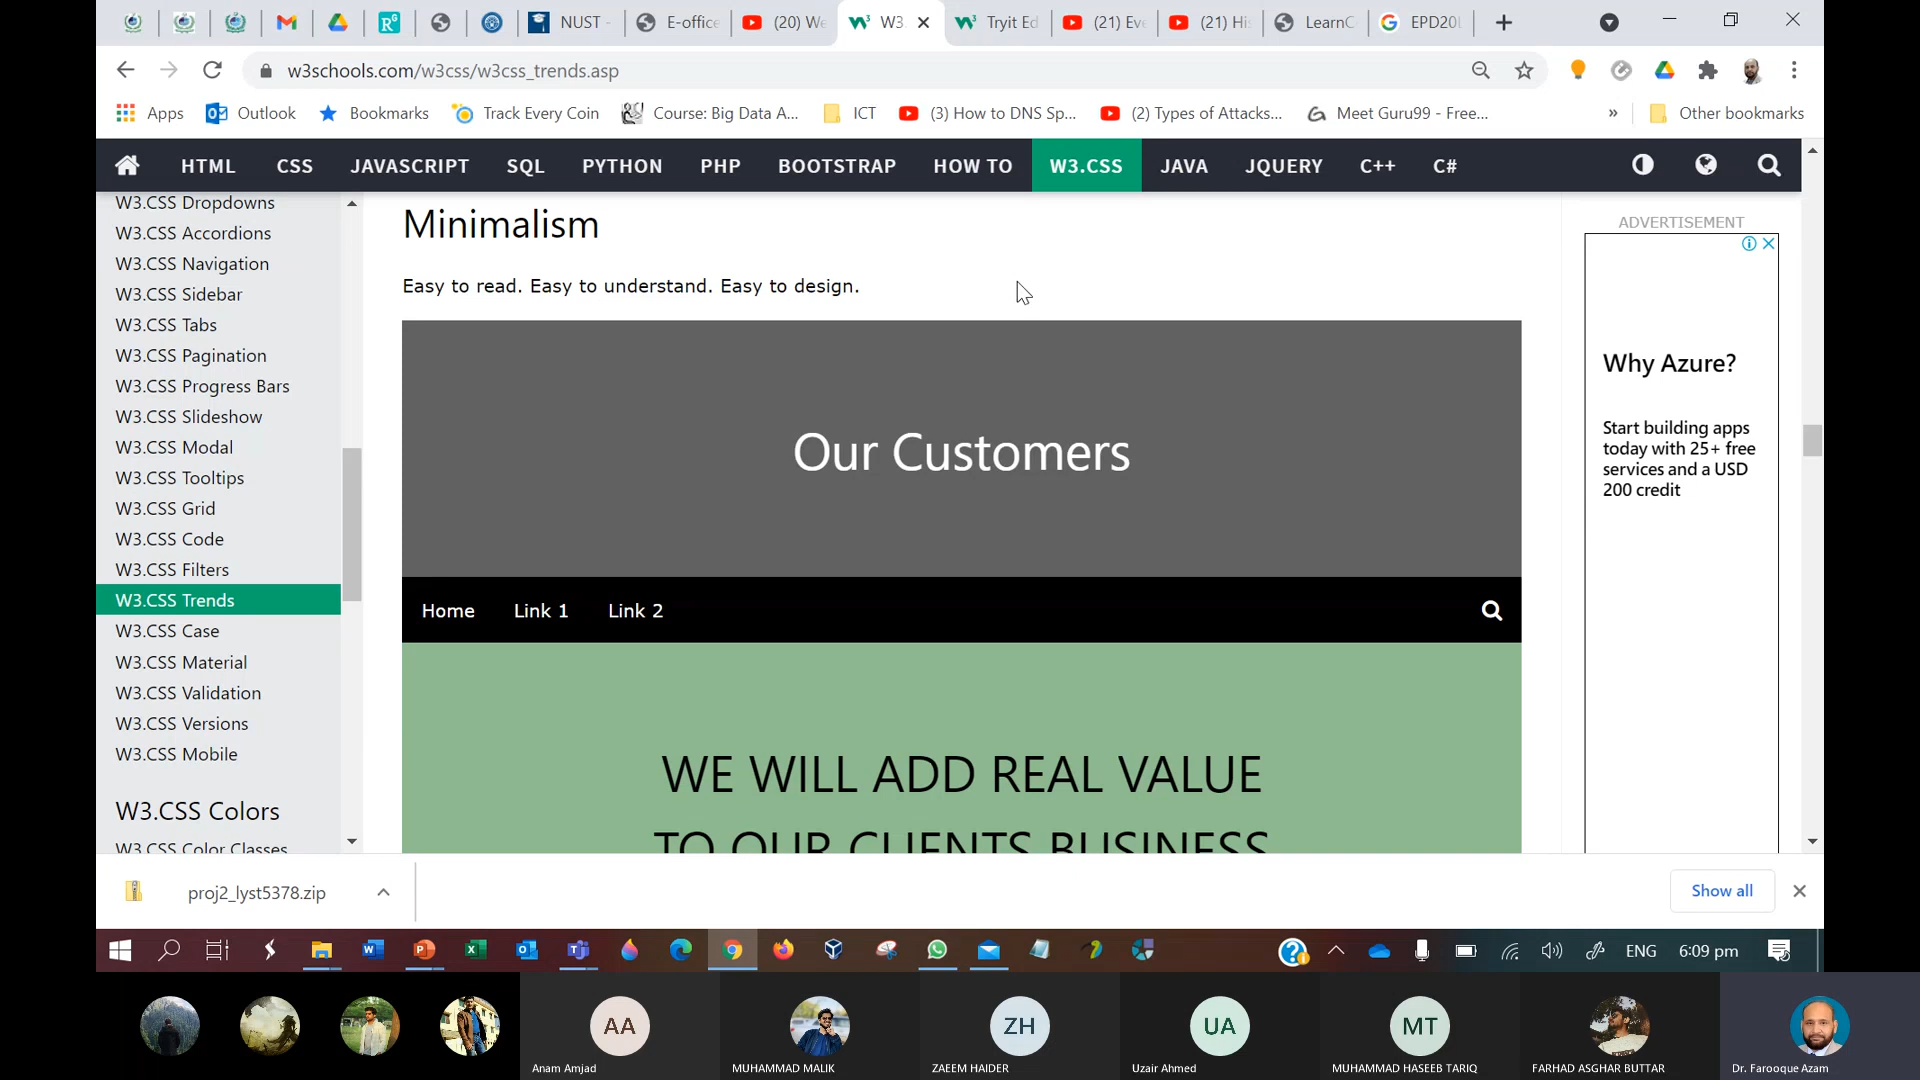 NUST -
E-office
(20) We
W3.
Tryit Ed
(21) Eve
(21) His
LearnC
EPD20
w3schools.com/w3css/w3css_trends.asp
Apps
Outlook
Bookmarks
Track Every Coin
Course: Big Data A...
ICT
(3) How to DNS Sp...
(2) Types of Attacks...
Meet Guru99 - Free...
»
Other bookmarks
HTML
CSS
JAVASCRIPT
SQL
PYTHON
PHP
BOOTSTRAP
HOW TO
W3.CSS
JAVA
JQUERY
C++
C#
W3.CSS Dropdowns
W3.CSS Accordions
W3.CSS Navigation
W3.CSS Sidebar
W3.CSS Tabs
W3.CSS Pagination
W3.CSS Progress Bars
W3.CSS Slideshow
W3.CSS Modal
W3.CSS Tooltips
W3.CSS Grid
W3.CSS Code
W3.CSS Filters
W3.CSS Trends
W3.CSS Case
W3.CSS Material
W3.CSS Validation
W3.CSS Versions
W3.CSS Mobile
W3.CSS Colors
W3.CSS Color Classes
Minimalism
Easy to read. Easy to understand. Easy to design.
Our Customers
Home
Link 1
Link 2
WE WILL ADD REAL VALUE
TO OUR CLIENTS BUSINESS
ADVERTISEMENT
Why Azure?
Start building apps
today with 25+ free
services and a USD
200 credit
proj2_lyst5378.zip
Show all
ENG
6:09 pm
AA
ZH
UA
MT
Anam Amjad
MUHAMMAD MALIK
ZAEEM HAIDER
Uzair Ahmed
MUHAMMAD HASEEB TARIQ
FARHAD ASGHAR BUTTAR
Dr. Farooque Azam